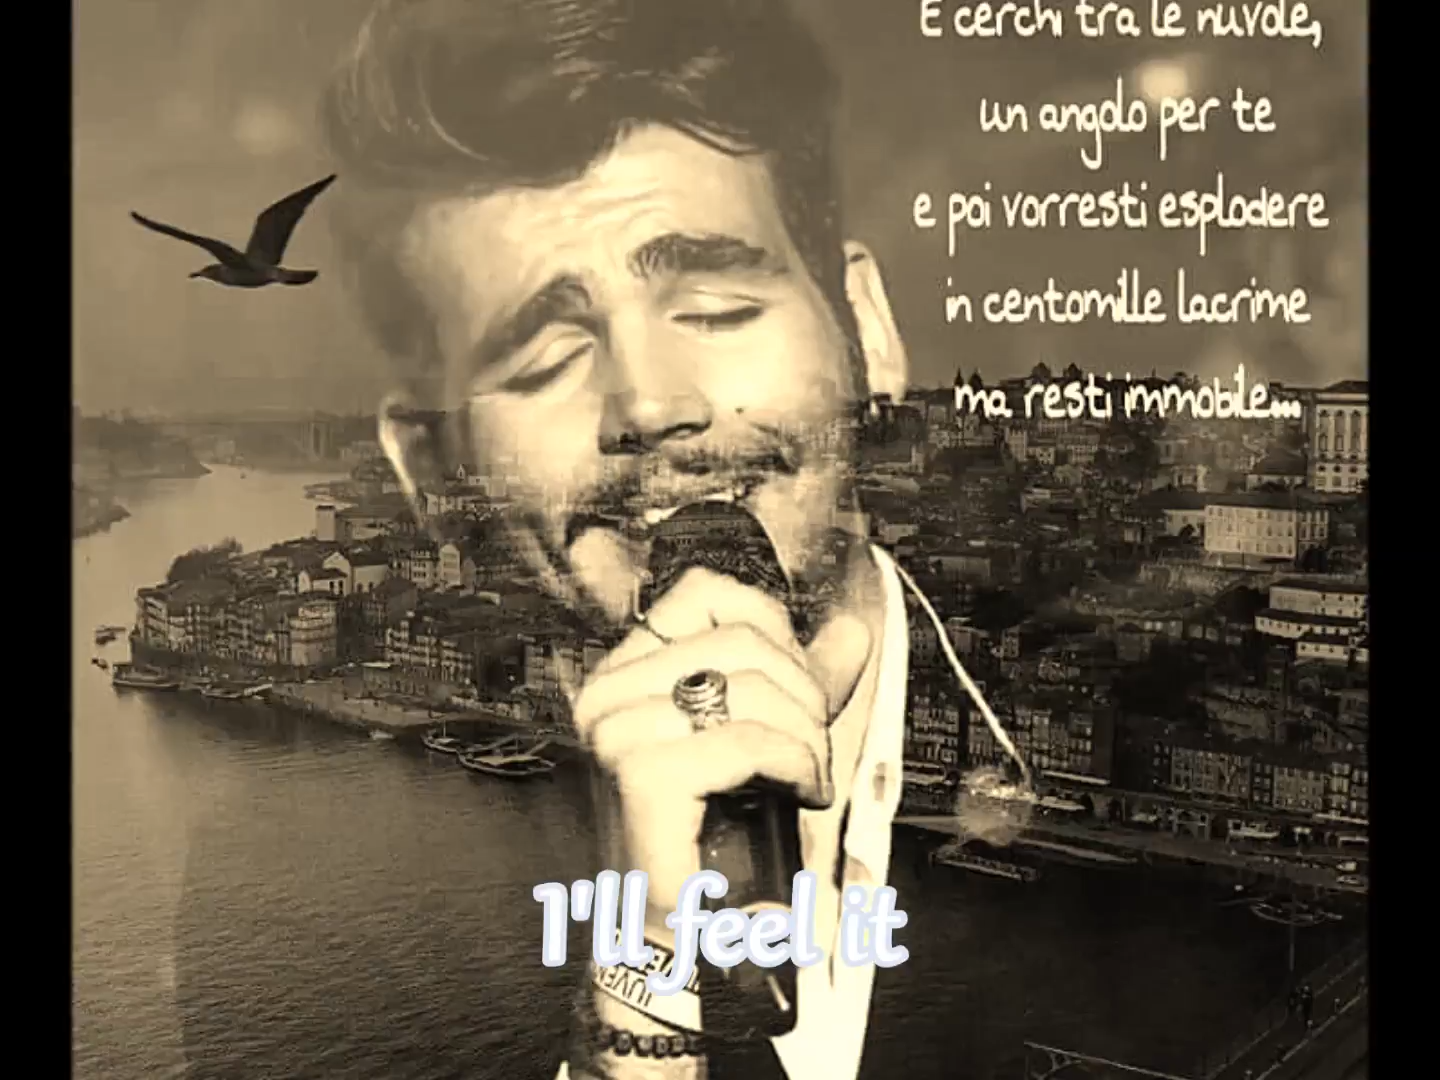 E cerchi tra le nuvole,
un angolo per te
e poi vorresti esplodere
in centomille lacrime
ma resti immobile...
I'll feel it
JUVEN